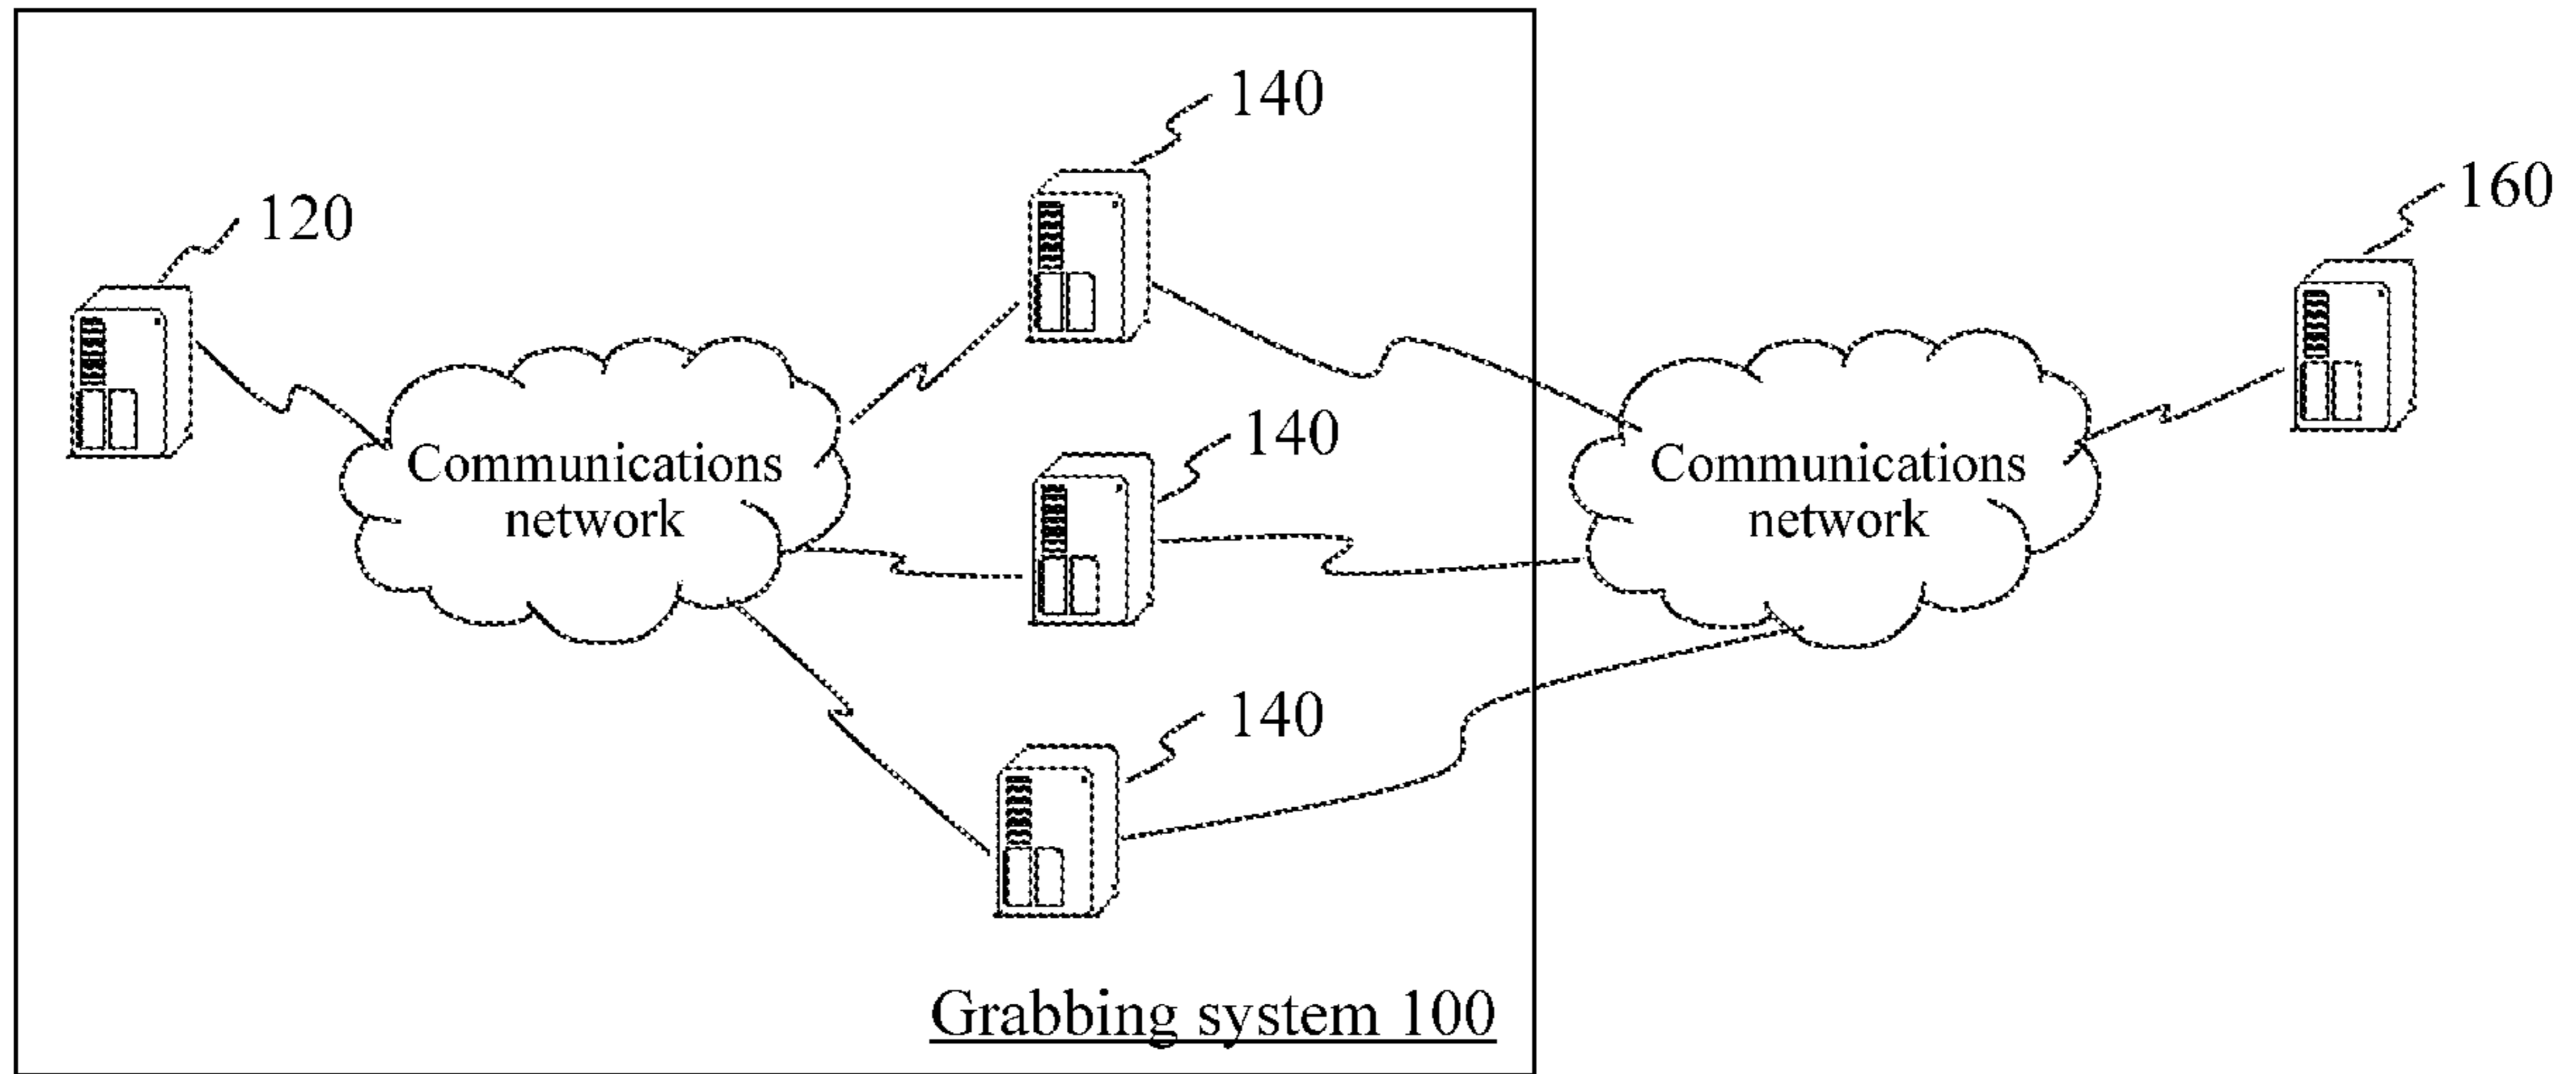 140
160
120
140
Communications
network
Communications
network
140
Grabbing system 100